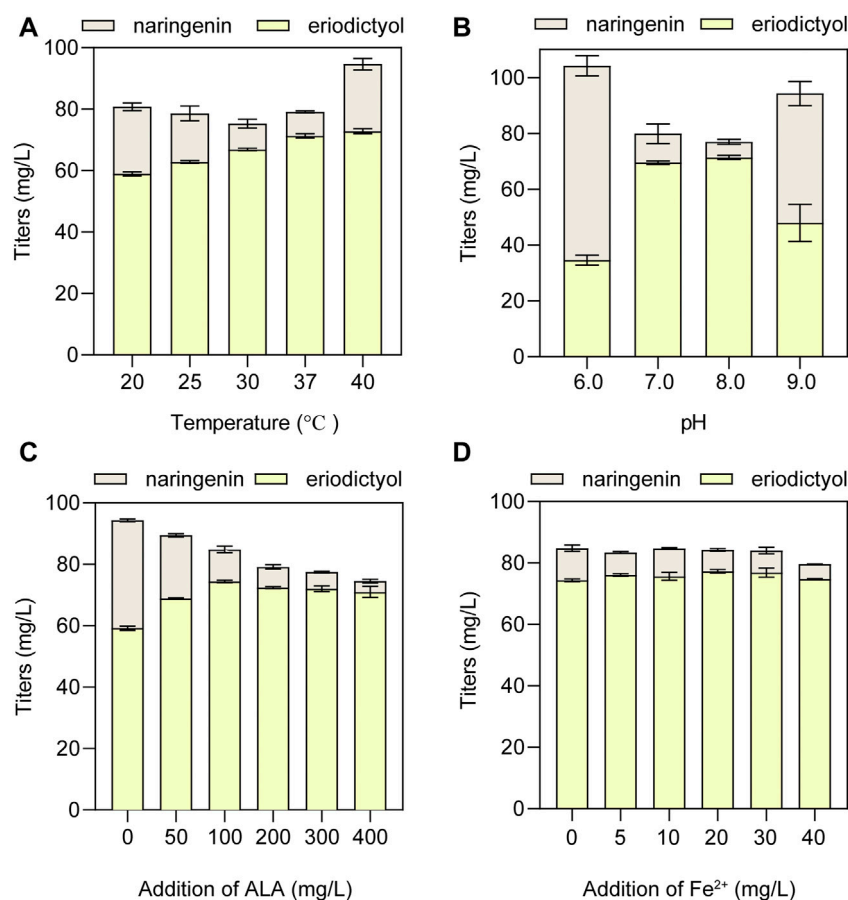 A
naringenin eriodictyol
Titers (mg/L)
100
80
60
40
20
0
20 25 30 37 40
Temperature (℃ )
B
naringenin eriodictyol
Titers (mg/L)
100
80
60
40
20
0
6.0 7.0 8.0 9.0
pH
C
naringenin eriodictyol
Titers (mg/L)
100
80
60
40
20
0
0 50 100 200 300 400
Addition of ALA (mg/L)
D
naringenin eriodictyol
Titers (mg/L)
100
80
60
40
20
0
0 5 10 20 30 40
Addition of Fe²⁺ (mg/L)